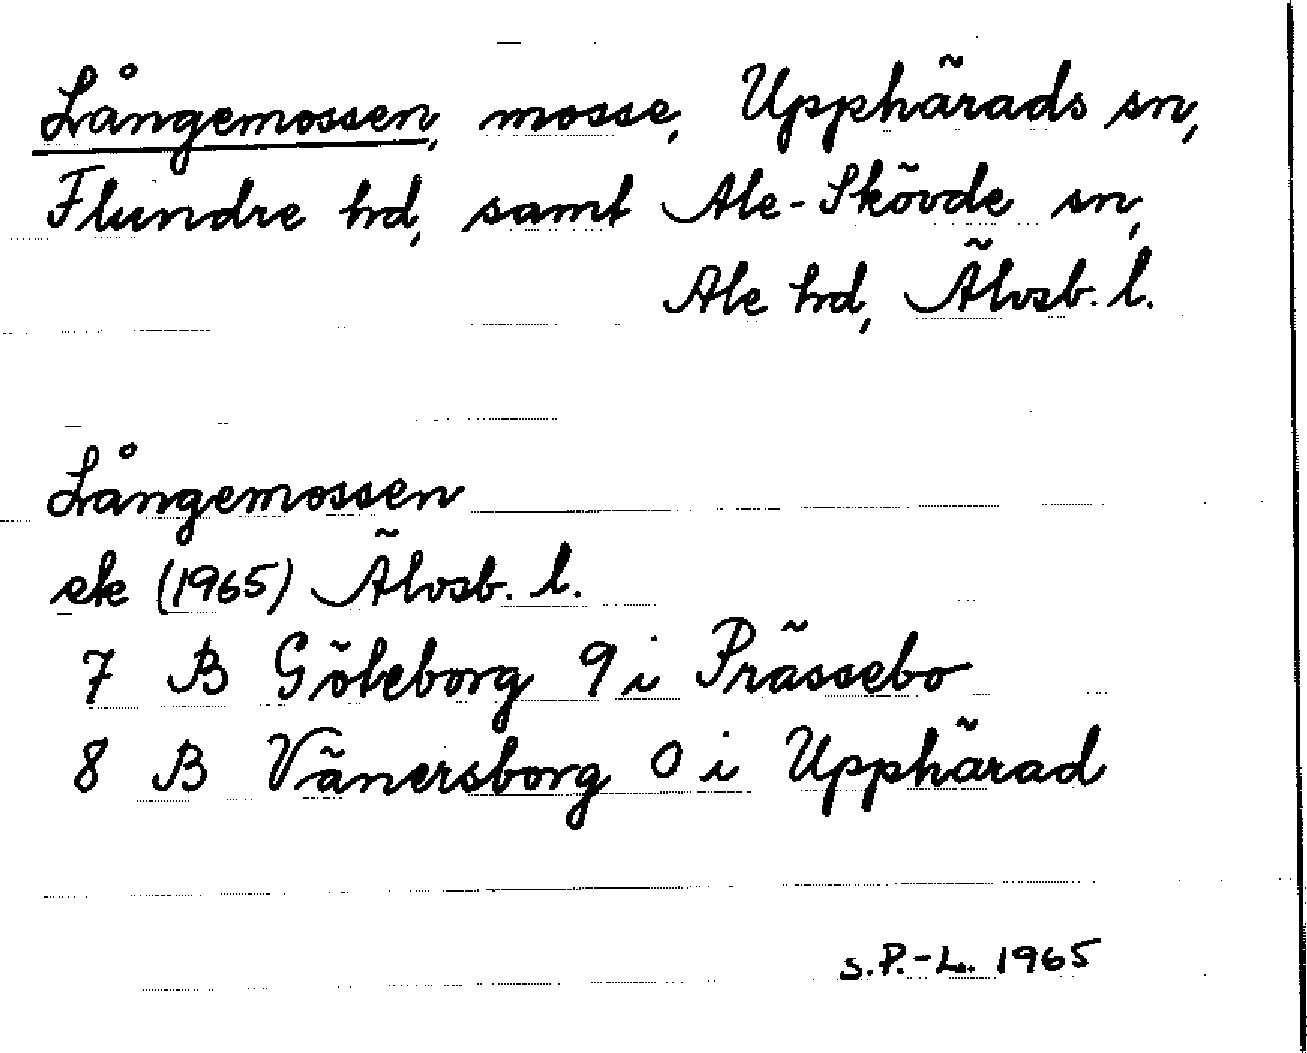 Långemossen, mosse, Upphärads sn,
Flundre hd, samt Ale-Skövde sn,
Ale hd, Älvsb. l.
Långemossen
ek (1965) Älvsb. l.
7 B Göteborg 9 i Prässebo
8 B Vänersborg 0 i Upphärad
S.P.-L. 1965